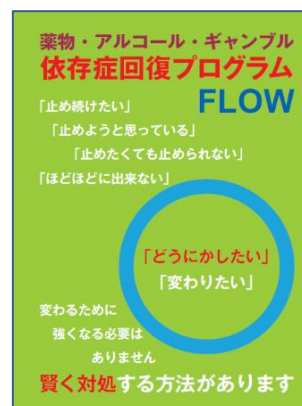 薬物・アルコール・ギャンブル
依存症回復プログラム
FLOW
「止め続けたい」
「止めようと思っている」
「止めたくても止められない」
「ほどほどに出来ない」
「どうにかしたい」
「変わりたい」
変わるために
強くなる必要は
ありません
賢く対処する方法があります